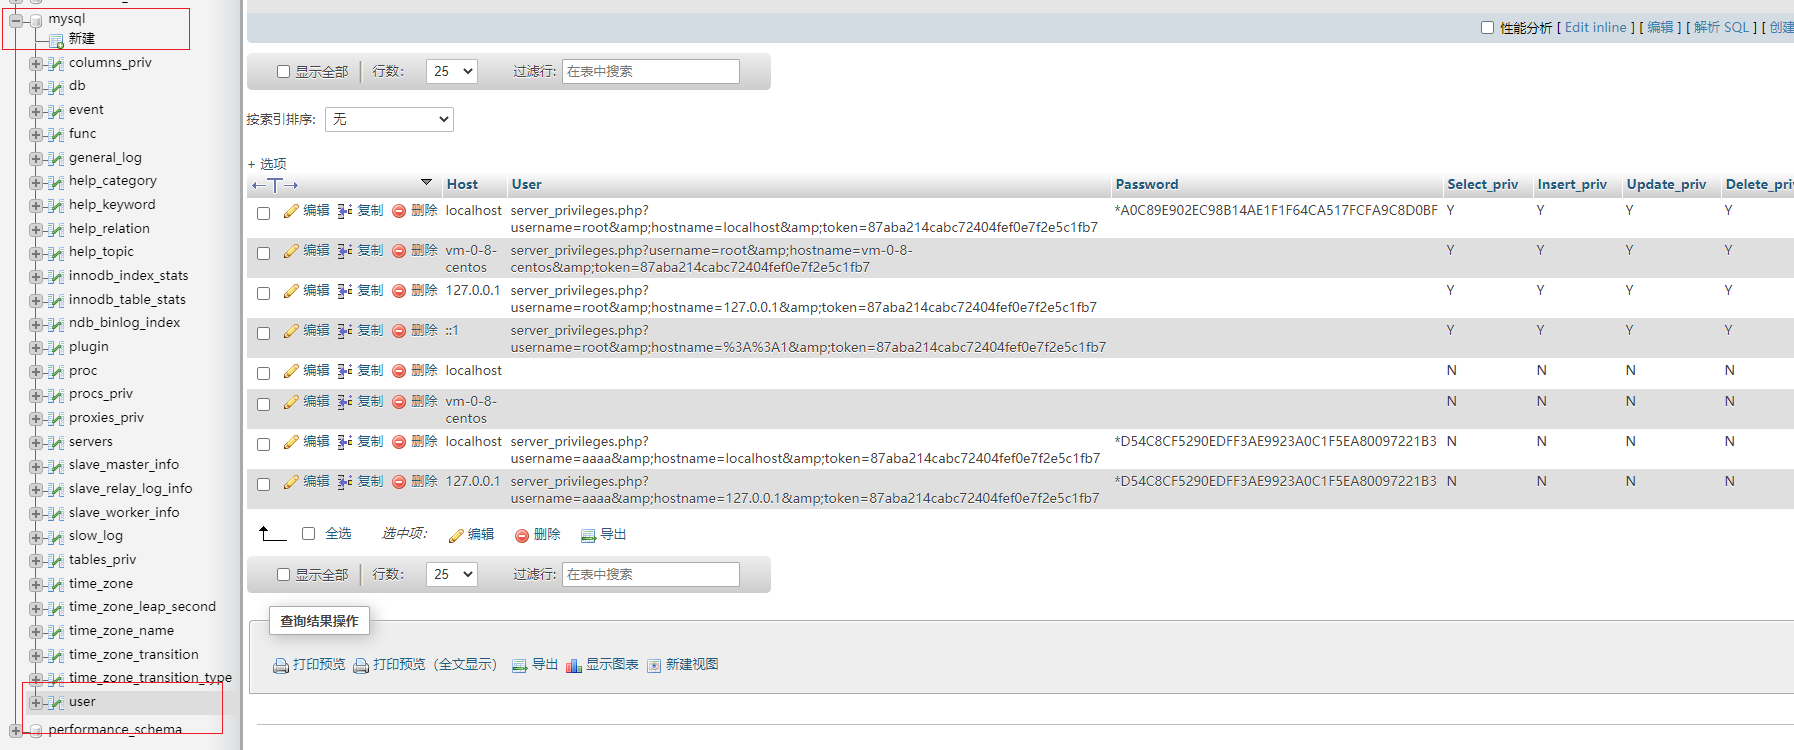 mysql
新建
columns_priv
db
event
func
general_log
help_category
help_keyword
help_relation
help_topic
innodb_index_stats
innodb_table_stats
ndb_binlog_index
plugin
proc
procs_priv
proxies_priv
servers
slave_master_info
slave_relay_log_info
slave_worker_info
slow_log
tables_priv
time_zone
time_zone_leap_second
time_zone_name
time_zone_transition
time_zone_transition_type
user
performance_schema
性能分析 [ Edit inline ] [ 编辑 ] [ 解析 SQL ] [ 创建
显示全部 行数: 25 过滤行: 在表中搜索
按索引排序: 无
+ 选项
←T→ Host User Password Select_priv Insert_priv Update_priv Delete_priv
编辑 复制 删除 localhost server_privileges.php? *A0C89E902EC98B14AE1F1F64CA517FCFA9C8D0BF Y Y Y Y
username=root&amp;hostname=localhost&amp;token=87aba214cabc72404fef0e7f2e5c1fb7
编辑 复制 删除 vm-0-8- server_privileges.php?username=root&amp;hostname=vm-0-8- Y Y Y Y
centos centos&amp;token=87aba214cabc72404fef0e7f2e5c1fb7
编辑 复制 删除 127.0.0.1 server_privileges.php? Y Y Y Y
username=root&amp;hostname=127.0.0.1&amp;token=87aba214cabc72404fef0e7f2e5c1fb7
编辑 复制 删除 ::1 server_privileges.php? Y Y Y Y
username=root&amp;hostname=%3A%3A1&amp;token=87aba214cabc72404fef0e7f2e5c1fb7
编辑 复制 删除 localhost N N N N
编辑 复制 删除 vm-0-8- N N N N
centos
编辑 复制 删除 localhost server_privileges.php? *D54C8CF5290EDFF3AE9923A0C1F5EA80097221B3 N N N N
username=aaaa&amp;hostname=localhost&amp;token=87aba214cabc72404fef0e7f2e5c1fb7
编辑 复制 删除 127.0.0.1 server_privileges.php? *D54C8CF5290EDFF3AE9923A0C1F5EA80097221B3 N N N N
username=aaaa&amp;hostname=127.0.0.1&amp;token=87aba214cabc72404fef0e7f2e5c1fb7
全选 选中项: 编辑 删除 导出
显示全部 行数: 25 过滤行: 在表中搜索
查询结果操作
打印预览 打印预览 (全文显示) 导出 显示图表 新建视图